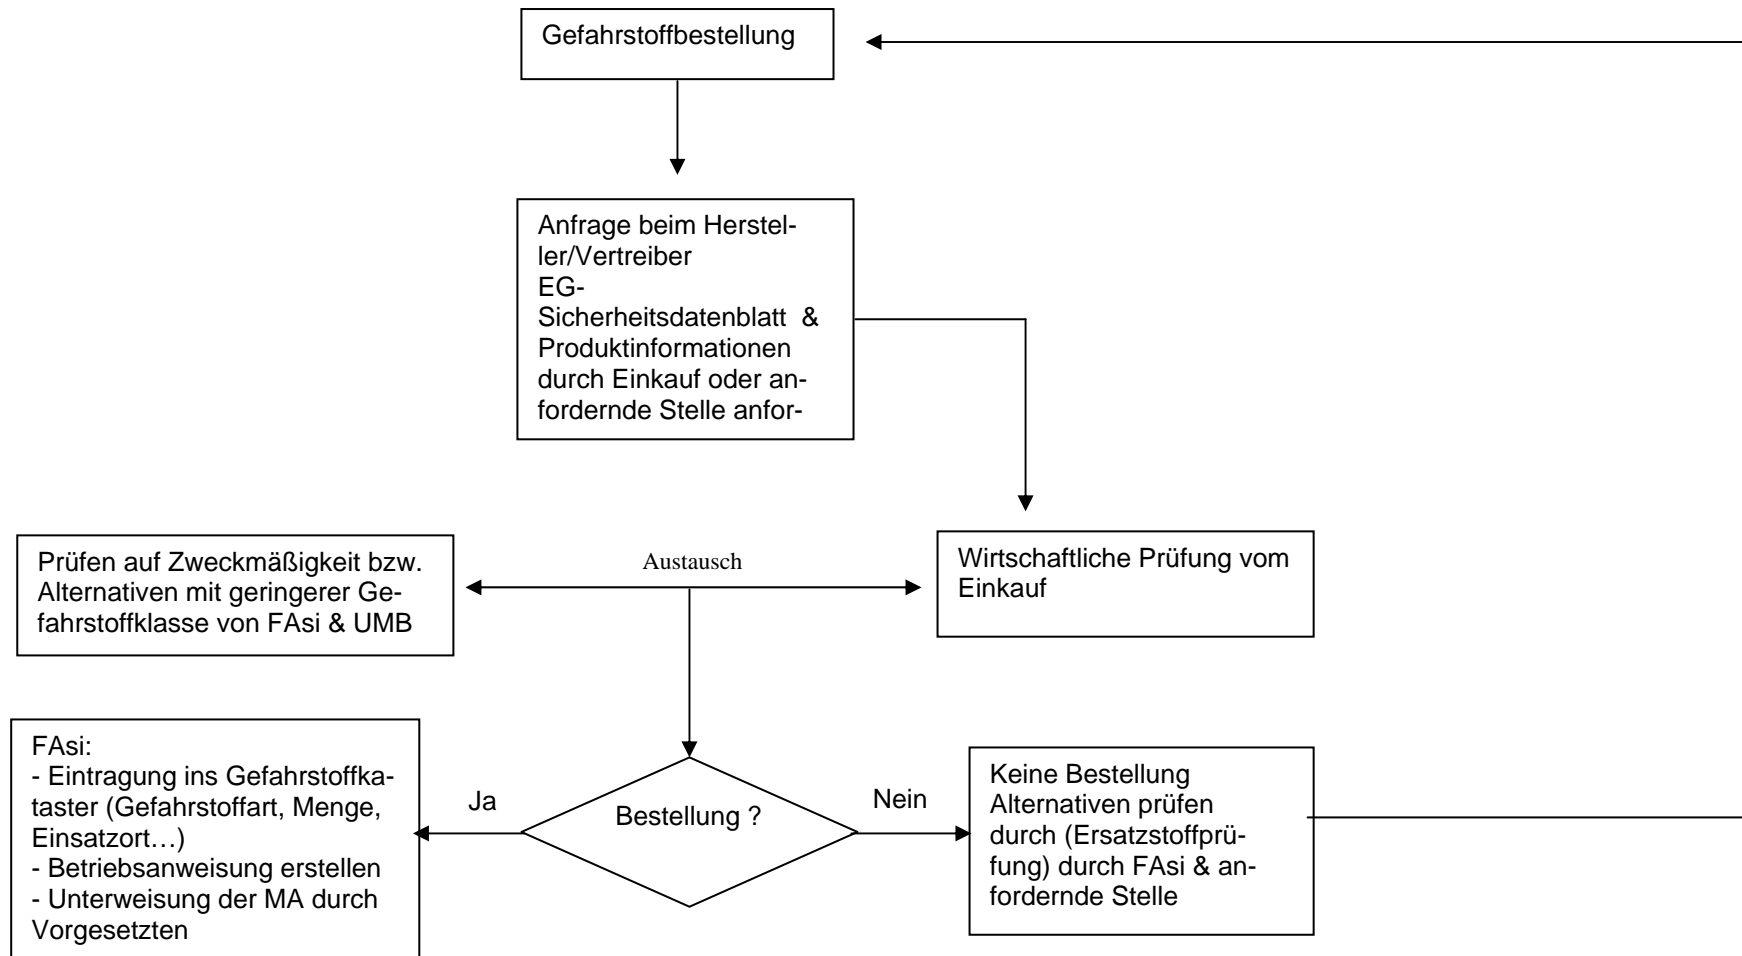 Gefahrstoffbestellung
Anfrage beim Herstel-
ler/Vertreiber
EG-
Sicherheitsdatenblatt &
Produktinformationen
durch Einkauf oder an-
fordernde Stelle anfor-
Prüfen auf Zweckmäßigkeit bzw.
Alternativen mit geringerer Ge-
fahrstoffklasse von FAsi & UMB
Austausch
Wirtschaftliche Prüfung vom
Einkauf
FAsi:
- Eintragung ins Gefahrstoffka-
taster (Gefahrstoffart, Menge,
Einsatzort…)
- Betriebsanweisung erstellen
- Unterweisung der MA durch
Vorgesetzten
Ja
Bestellung ?
Nein
Keine Bestellung
Alternativen prüfen
durch (Ersatzstoffprü-
fung) durch FAsi & an-
fordernde Stelle